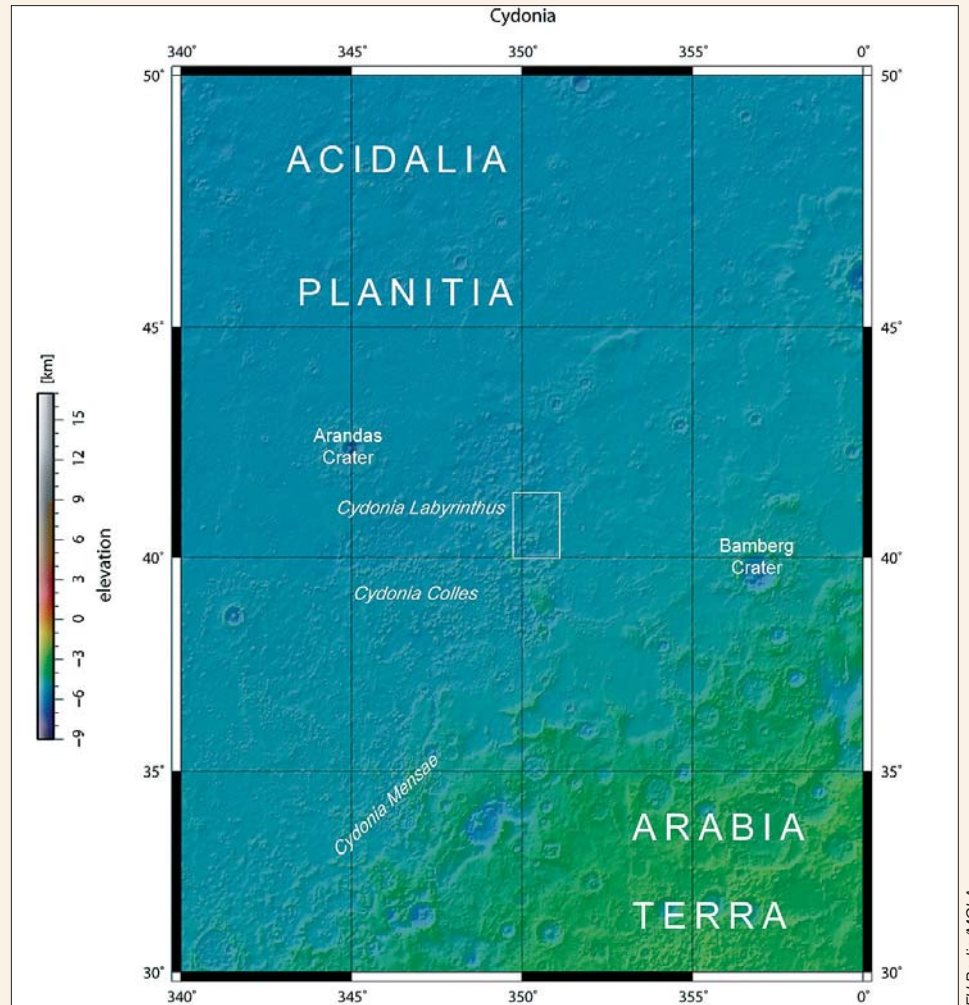 Cydonia
340° 345° 350° 355° 0°
50° 50°
ACIDALIA
PLANITIA
45° 45°
[km]
15
12
9
6
3
0
−3
−6
−9
elevation
Arandas
Crater
Cydonia Labyrinthus
40° 40°
Bamberg
Crater
Cydonia Colles
35° 35°
Cydonia Mensae
ARABIA
TERRA
30° 30°
340° 345° 350° 355° 0°